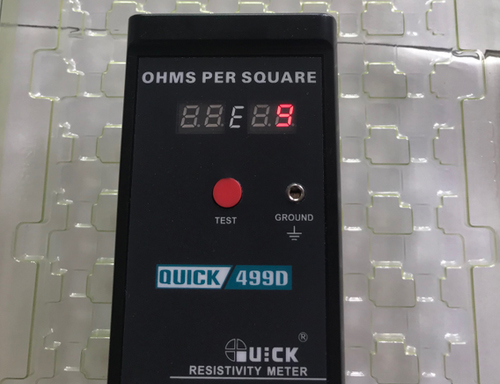 OHMS PER SQUARE
E 9
TEST
GROUND
QUICK 499D
QUICK ®
RESISTIVITY METER